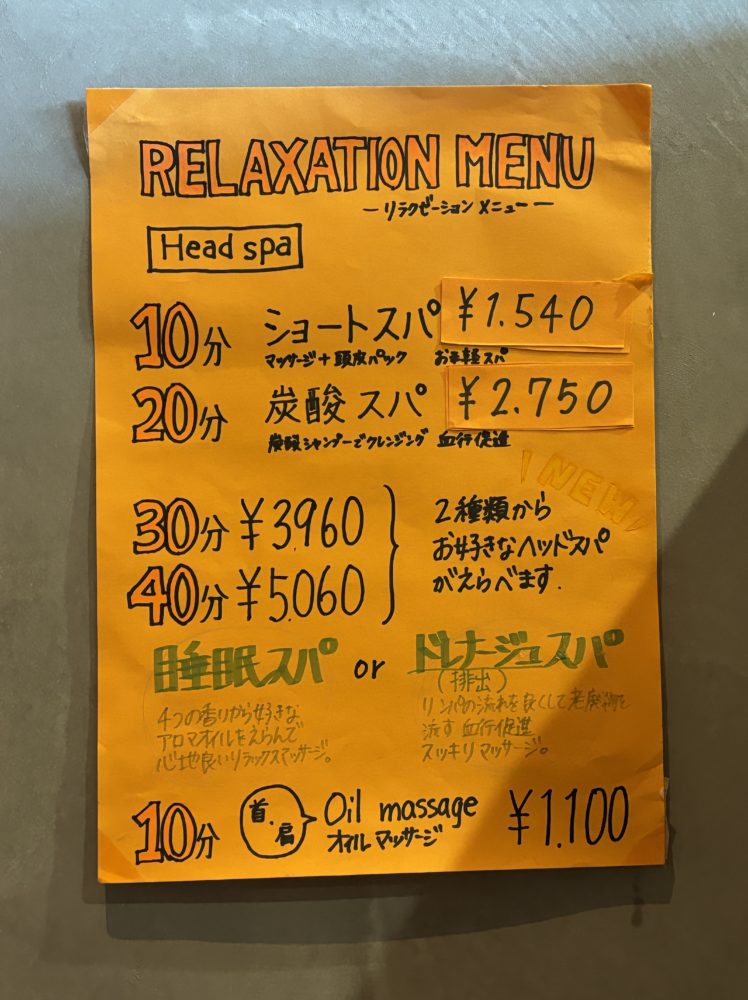 RELAXATION MENU
－リラクゼーションメニュー－
Head spa
10分 ショートスパ ¥1.540
マッサージ＋頭皮パック お手軽スパ
20分 炭酸スパ ¥2.750
炭酸シャンプーでクレンジング 血行促進
NEW
30分 ¥3960
40分 ¥5.060
2種類から
お好きなヘッドスパ
がえらべます.
睡眠スパ or ドレナージュスパ
(排出)
4つの香りから好きな
アロマオイルをえらんで
心地良いリラックスマッサージ。
リンパの流れを良くして老廃物を
流す 血行促進
スッキリマッサージ。
10分 首.肩 Oil massage ¥1.100
オイルマッサージ